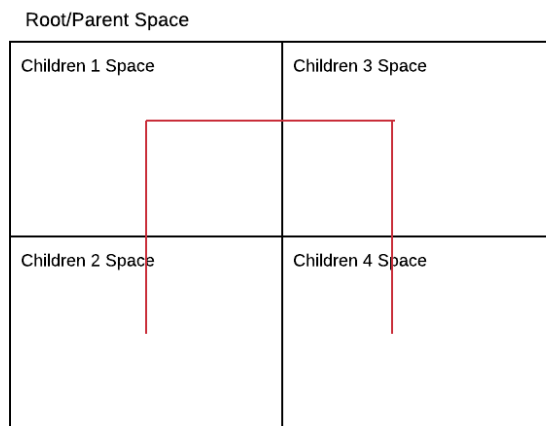 Root/Parent Space
Children 1 Space
Children 3 Space
Children 2 Space
Children 4 Space